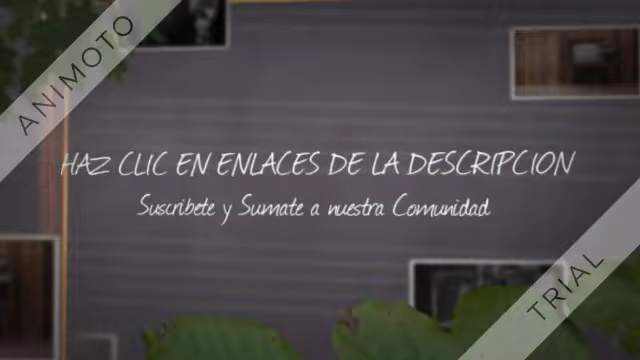 ANIMOTO
HAZ CLIC EN ENLACES DE LA DESCRIPCION
Suscribete y Sumate a nuestra Comunidad
TRIAL